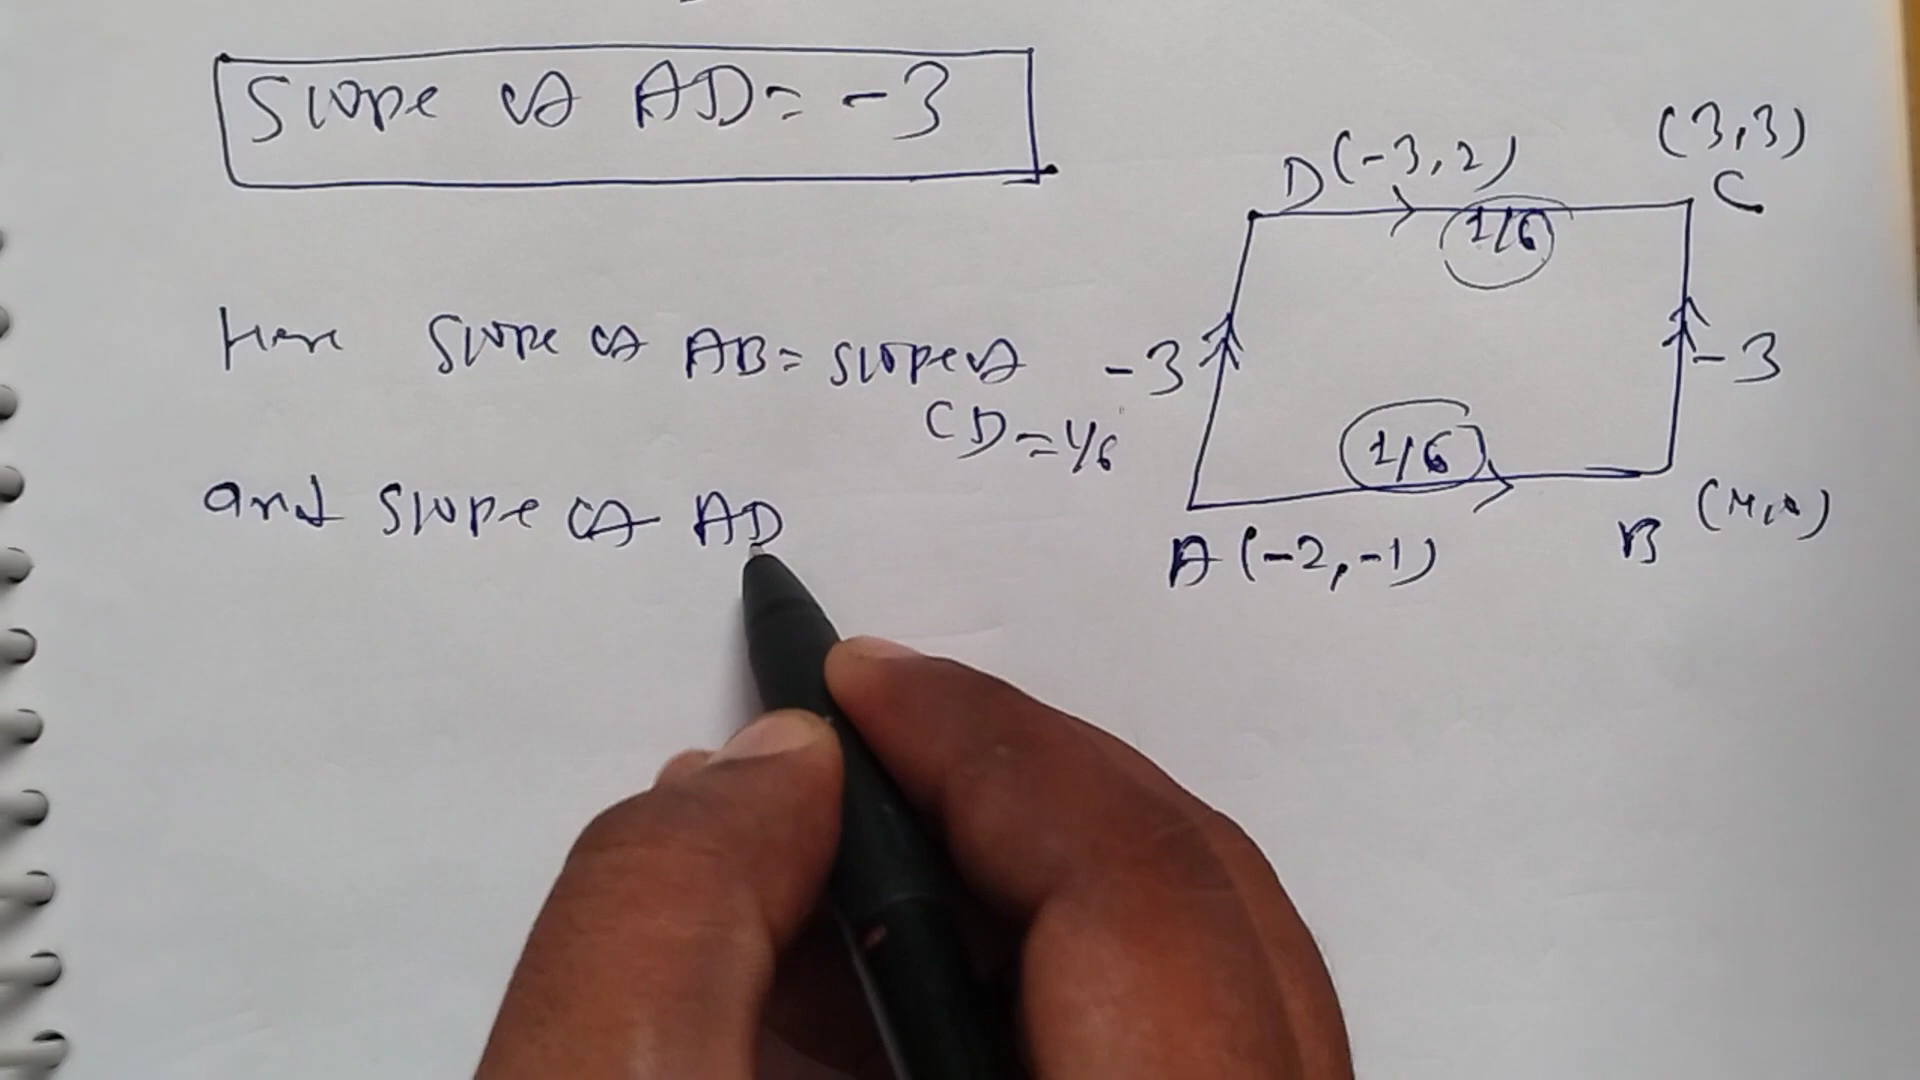 Slope of AD = -3
D(-3,2)
(3,3)
C
1/6
Here Slope of AB = slope of
CD = 1/6
-3
-3
1/6
and slope of AD
A(-2,-1)
B